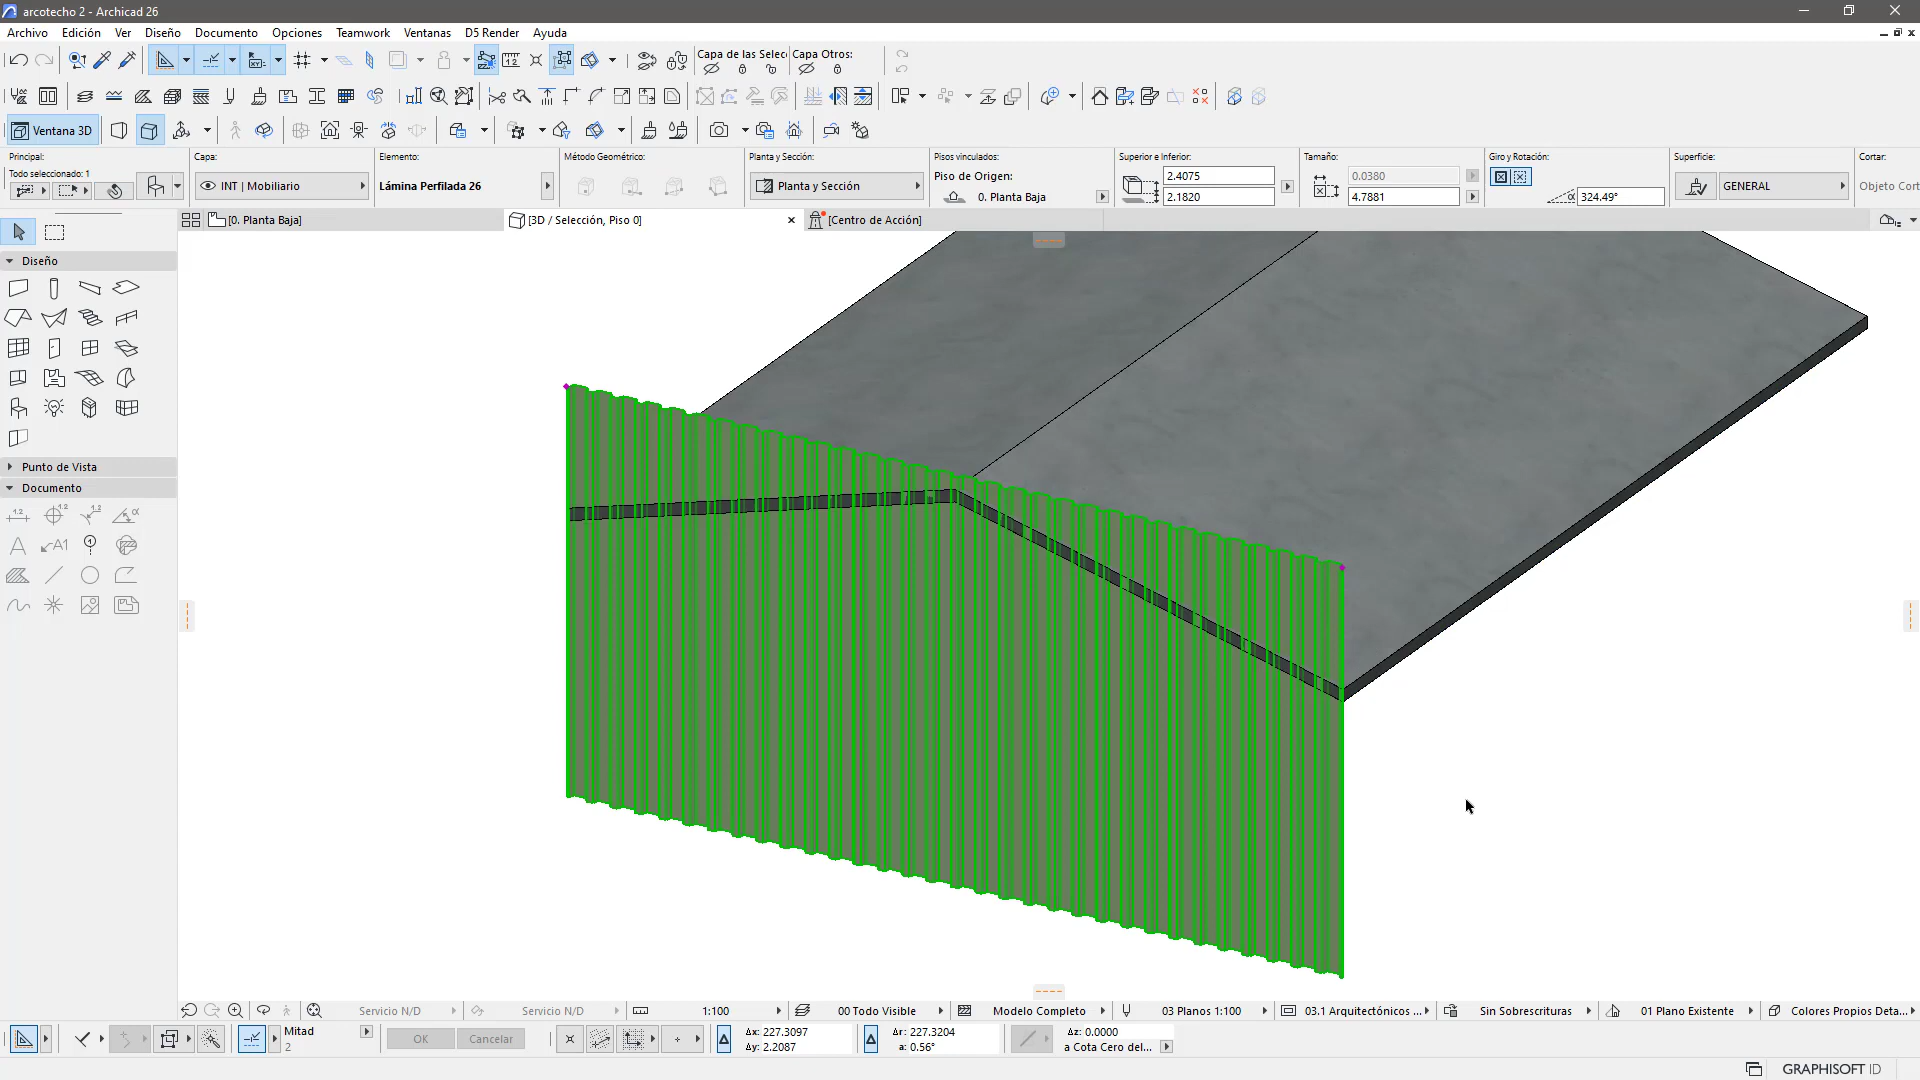 arcotecho 2 - Archicad 26
Archivo Edición Ver Diseño Documento Opciones Teamwork Ventanas D5 Render Ayuda
Capa de las Selec Capa Otros:
Ventana 3D
Principal: Capa: Elemento: Método Geométrico: Planta y Sección: Pisos vinculados: Superior e Inferior: Tamaño: Giro y Rotación: Superficie: Cortar:
Todo seleccionado: 1
INT | Mobiliario
Lámina Perfilada 26
Planta y Sección
Piso de Origen:
0. Planta Baja
2.4075
2.1820
0.0380
4.7881
α 324.49°
GENERAL
Objeto Cort
[0. Planta Baja] [3D / Selección, Piso 0] [Centro de Acción]
Diseño
Punto de Vista
Documento
Servicio N/D Servicio N/D 1:100 00 Todo Visible Modelo Completo 03 Planos 1:100 03.1 Arquitectónicos ... Sin Sobrescrituras 01 Plano Existente Colores Propios Deta...
Mitad
2
OK Cancelar
Δx: 227.3097
Δy: 2.2087
Δr: 227.3204
a: 0.56°
Δz: 0.0000
a Cota Cero del...
GRAPHISOFT ID